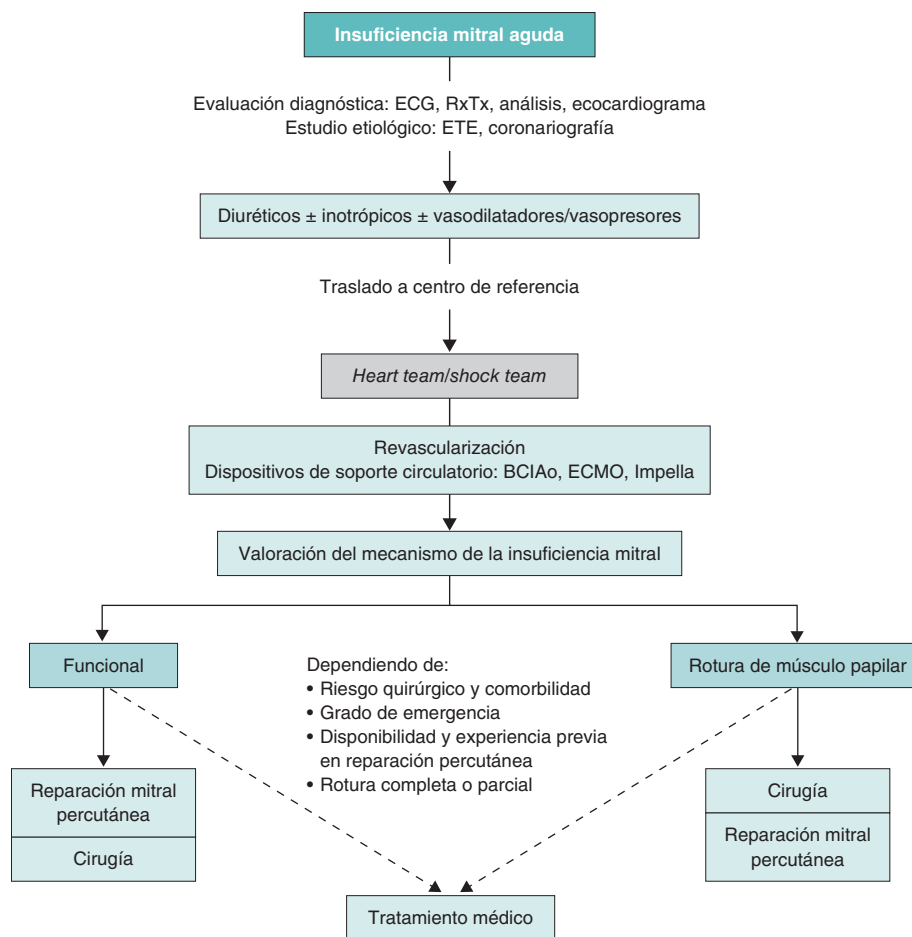 Insuficiencia mitral aguda
Evaluación diagnóstica: ECG, RxTx, análisis, ecocardiograma
Estudio etiológico: ETE, coronariografía
Diuréticos ± inotrópicos ± vasodilatadores/vasopresores
Traslado a centro de referencia
Heart team/shock team
Revascularización
Dispositivos de soporte circulatorio: BCIAo, ECMO, Impella
Valoración del mecanismo de la insuficiencia mitral
Funcional
Dependiendo de:
• Riesgo quirúrgico y comorbilidad
• Grado de emergencia
• Disponibilidad y experiencia previa
en reparación percutánea
• Rotura completa o parcial
Rotura de músculo papilar
Reparación mitral
percutánea
Cirugía
Cirugía
Reparación mitral
percutánea
Tratamiento médico